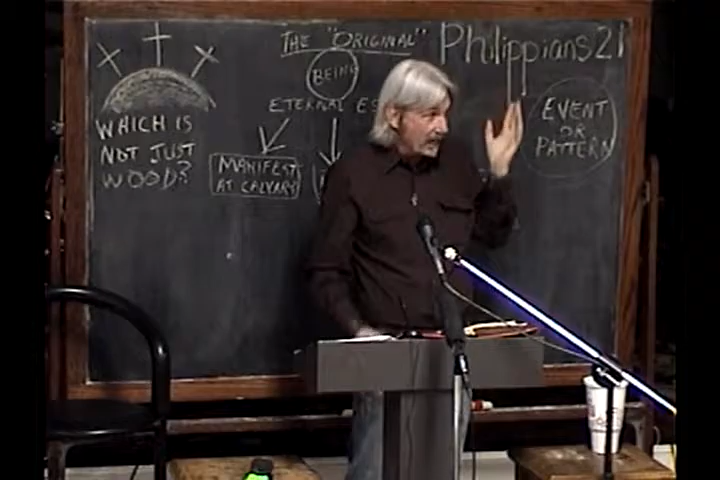 WHICH IS
NOT JUST
WOOD?
THE "ORIGINAL"
BEING
ETERNAL
MANIFEST
AT CALVARY
Philippians 2
EVENT
OR
PATTERN